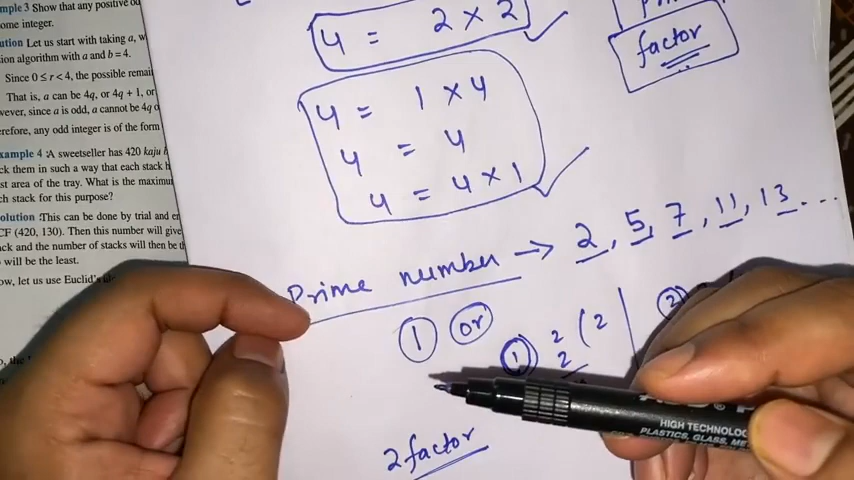 mple 3 Show that any positive od
ome integer.
ution Let us start with taking a, w
ion algorithm with a and b = 4.
Since 0 ≤ r < 4, the possible remai
That is, a can be 4q, or 4q + 1, or
wever, since a is odd, a cannot be 4q o
erefore, any odd integer is of the form
xample 4 : A sweetseller has 420 kaju
ck them in such a way that each stack h
st area of the tray. What is the maximu
ch stack for this purpose?
olution : This can be done by trial and er
CF (420, 130). Then this number will give
ack and the number of stacks will then be
will be the least.
ow, let us use Euclid's
4 = 2 × 2
factor
4 = 1 × 4
4 = 4
4 = 4 × 1
Prime number → 2, 5, 7, 11, 13 ...
1 or
1 2 ( 2
2
2
2 factor
HIGH TECHNOLOG
PLASTICS, GLASS, ME